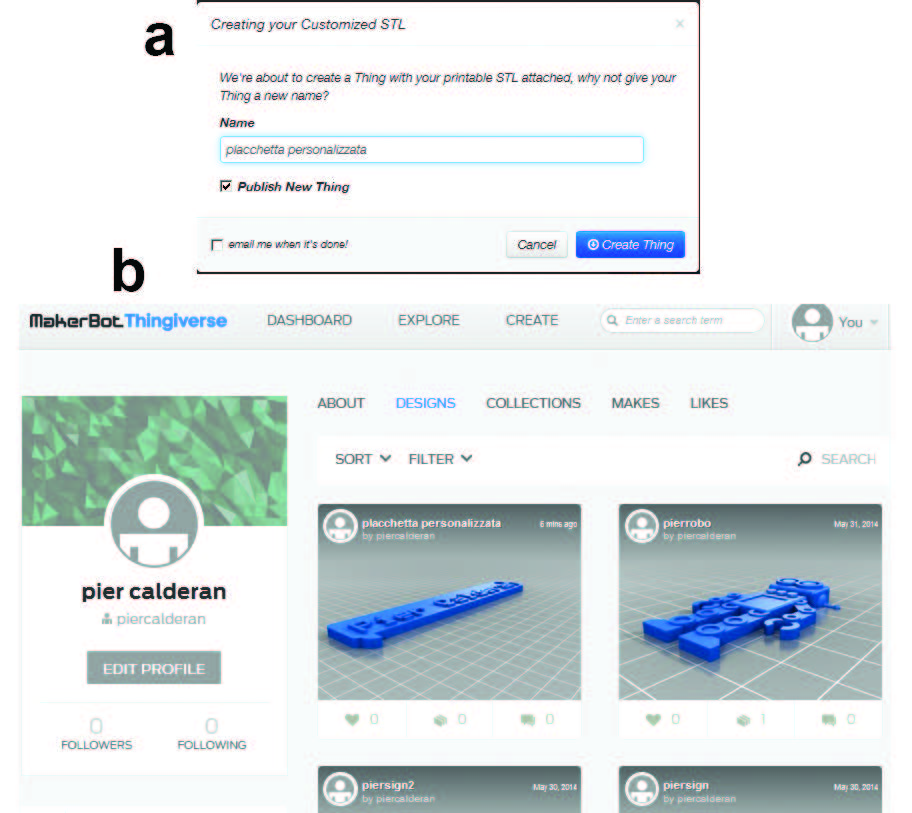 a
Creating your Customized STL ×
We're about to create a Thing with your printable STL attached, why not give your
Thing a new name?
Name
placchetta personalizzata
Publish New Thing
email me when it's done!
Cancel
Create Thing
b
MakerBot Thingiverse
DASHBOARD
EXPLORE
CREATE
Enter a search term
You
pier calderan
piercalderan
EDIT PROFILE
0
FOLLOWERS
0
FOLLOWING
ABOUT
DESIGNS
COLLECTIONS
MAKES
LIKES
SORT
FILTER
SEARCH
placchetta personalizzata
6 mins ago
by piercalderan
Pier Calderan
0
0
0
pierrobo
May 31, 2014
by piercalderan
0
1
0
piersign2
May 30, 2014
by piercalderan
piersign
May 30, 2014
by piercalderan